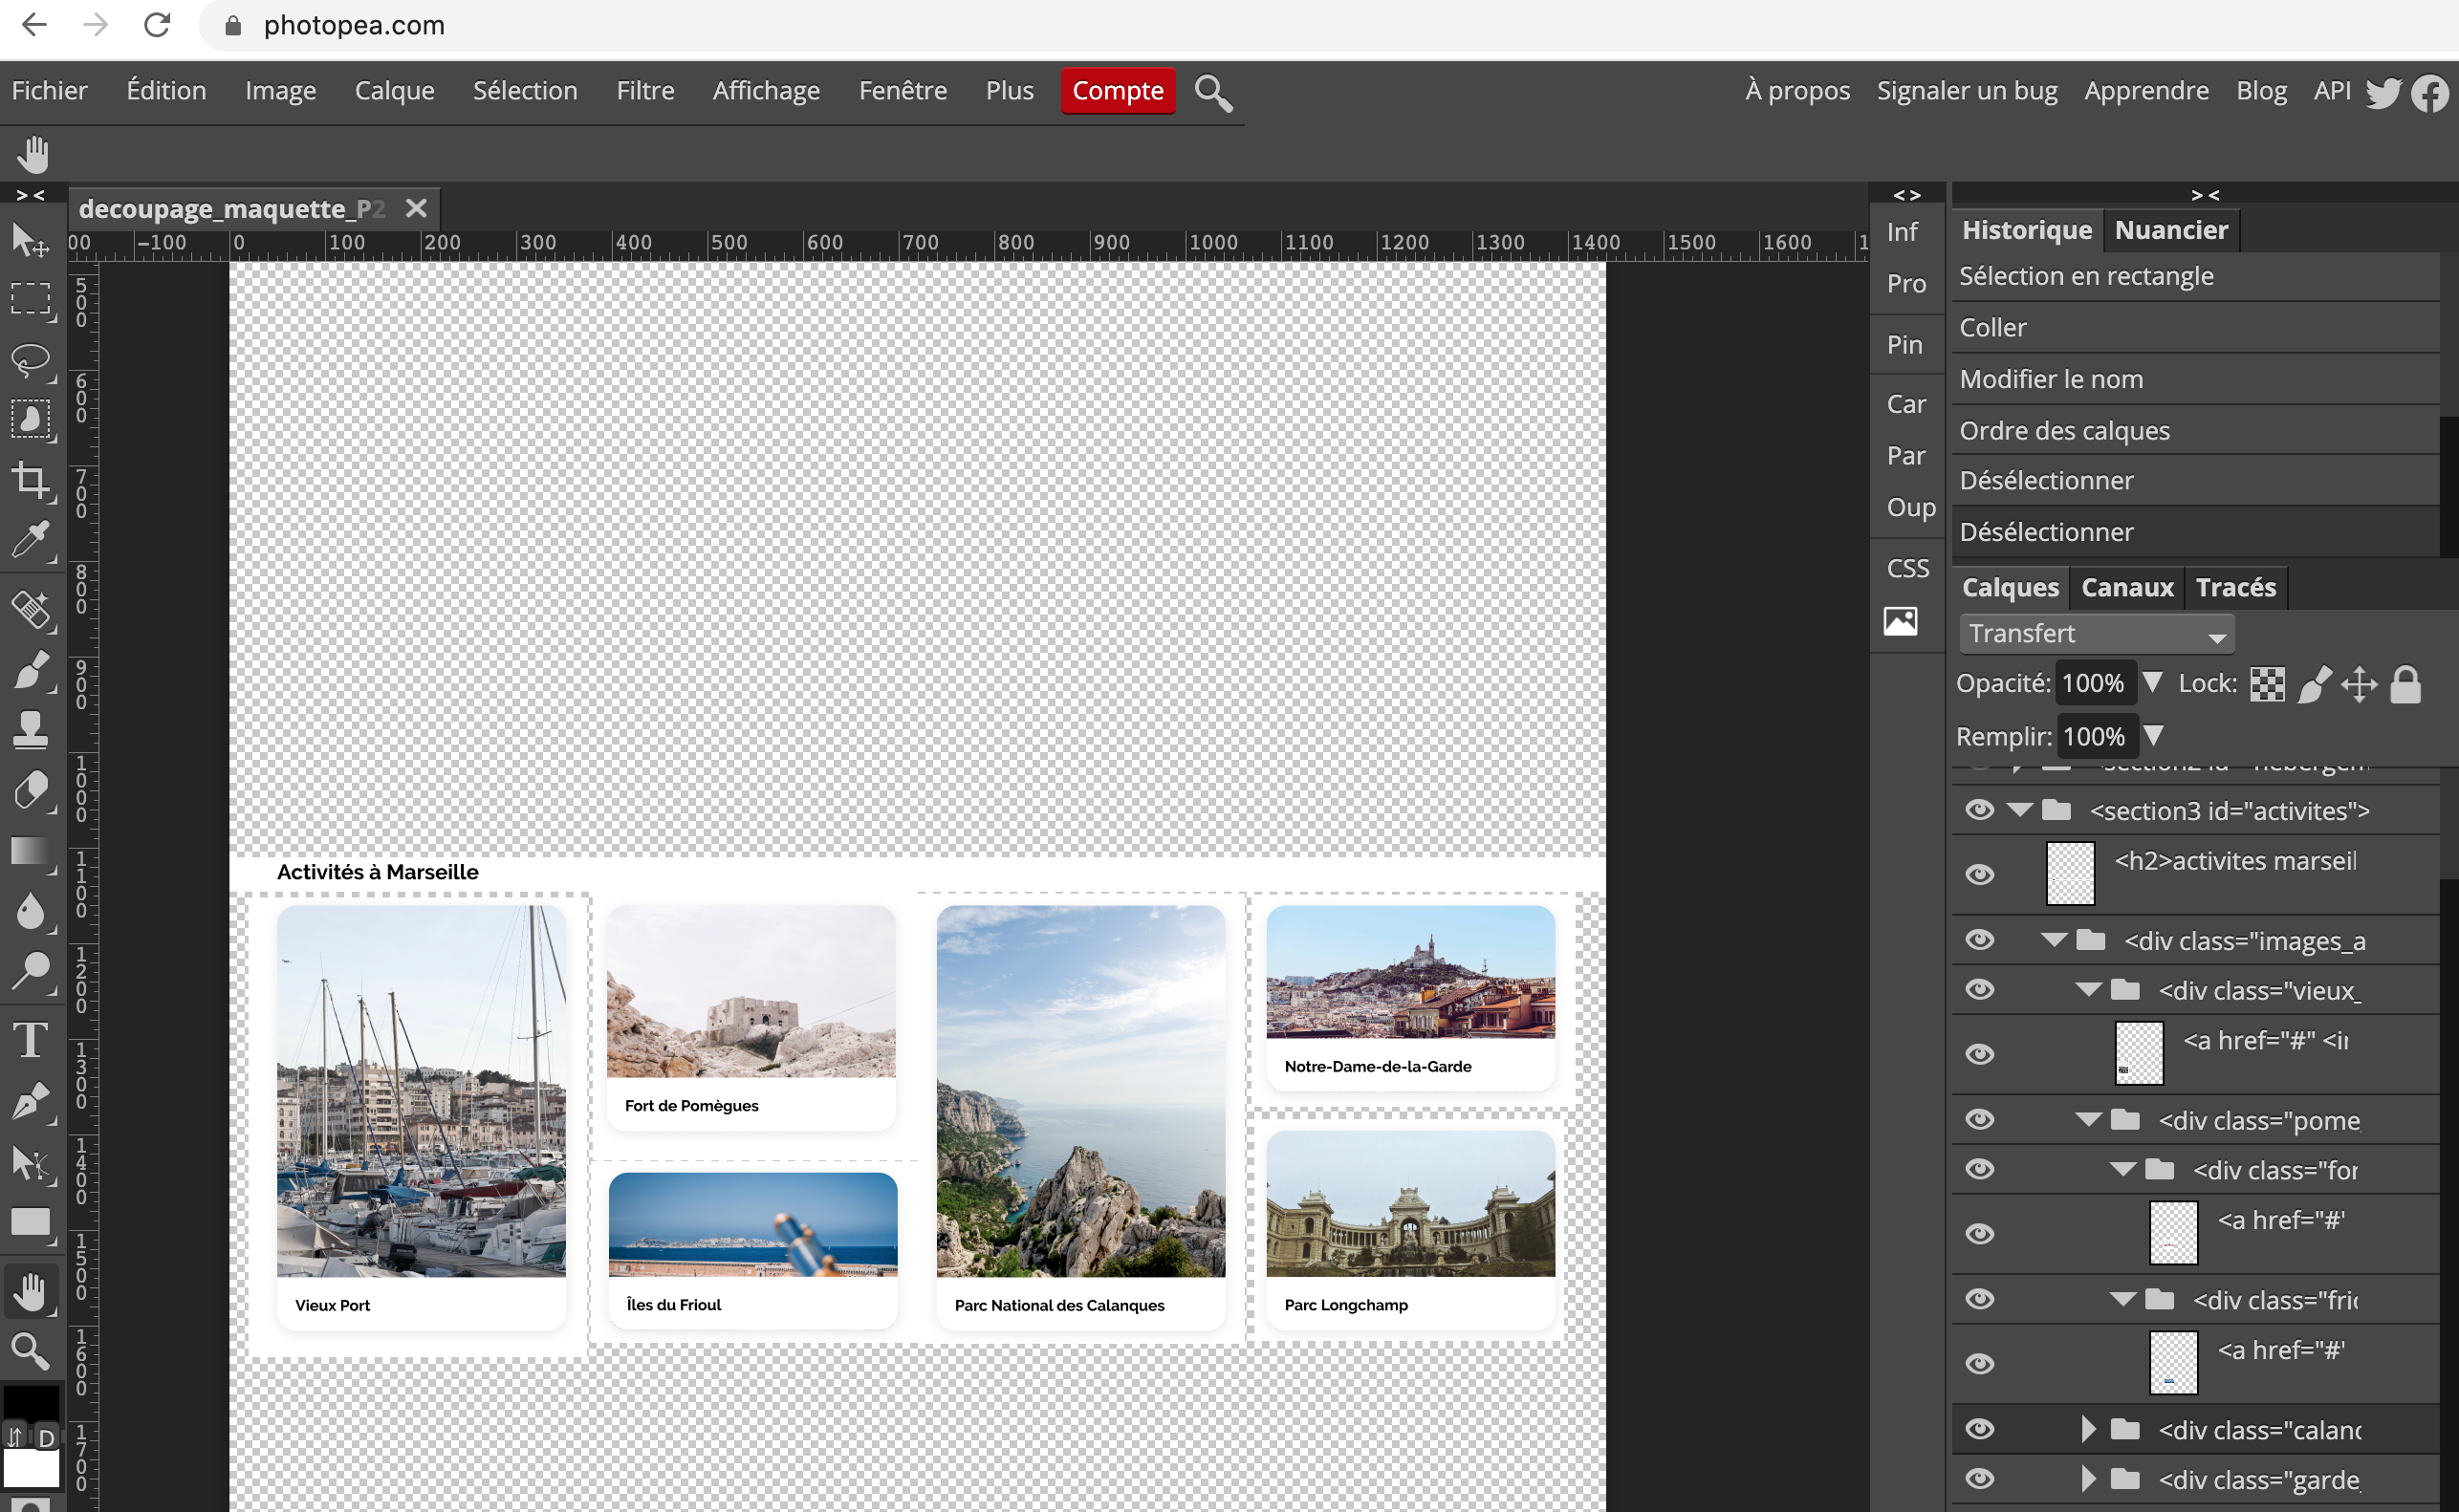 photopea.com
Fichier Édition Image Calque Sélection Filtre Affichage Fenêtre Plus Compte À propos Signaler un bug Apprendre Blog API
> <
decoupage_maquette_P2
< >
> <
00 -100 0 100 200 300 400 500 600 700 800 900 1000 1100 1200 1300 1400 1500 1600 1
500
600
700
800
900
1000
1100
1200
1300
1400
1500
1600
1700
Activités à Marseille
Fort de Pomègues
Notre-Dame-de-la-Garde
Vieux Port
Îles du Frioul
Parc National des Calanques
Parc Longchamp
D
Inf
Pro
Pin
Car
Par
Oup
CSS
Historique Nuancier
Sélection en rectangle
Coller
Modifier le nom
Ordre des calques
Désélectionner
Désélectionner
Calques Canaux Tracés
Transfert
Opacité: 100% Lock:
Remplir: 100%
<section3 id="activites">
<h2>activites marseil
<div class="images_a
<div class="vieux_
<a href="#" <i
<div class="pome
<div class="for
<a href="#"
<div class="fri
<a href="#"
<div class="calan
<div class="garde